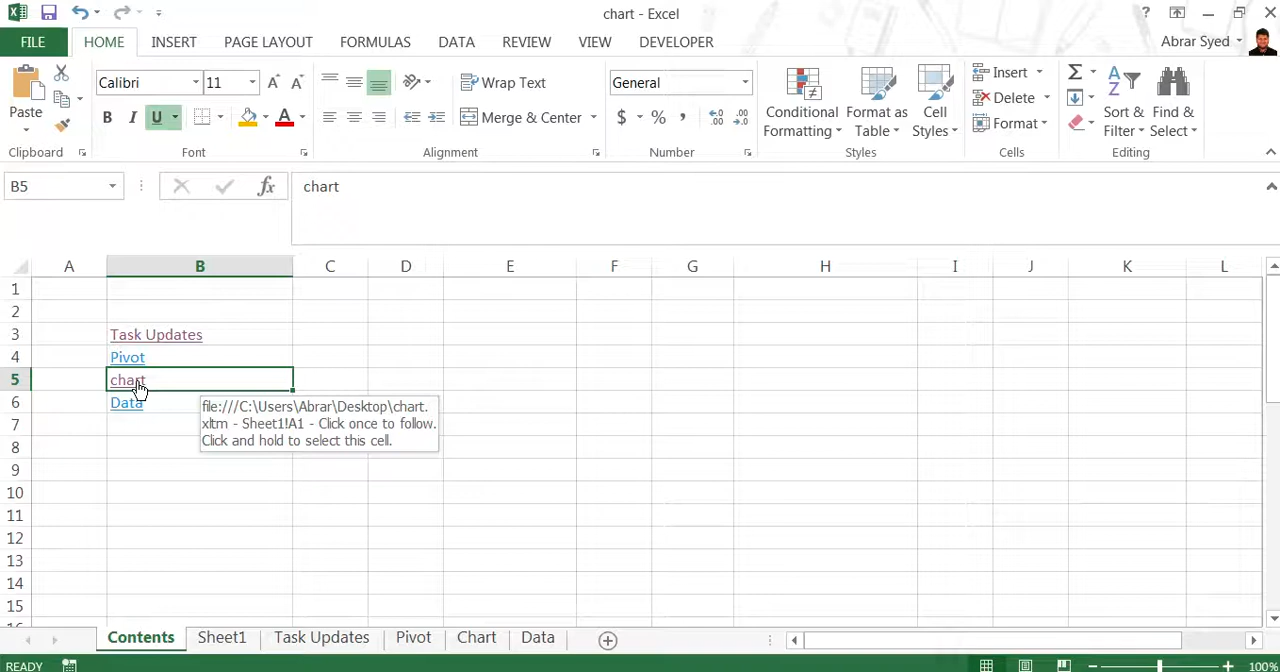 chart - Excel
?
FILE HOME INSERT PAGE LAYOUT FORMULAS DATA REVIEW VIEW DEVELOPER Abrar Syed
Calibri 11 A A Wrap Text General Insert
Paste Conditional Format as Cell Delete Sort & Find &
B I U A Merge & Center $ % , Formatting Table Styles Format Filter Select
Clipboard Font Alignment Number Styles Cells Editing
B5 fx chart
A B C D E F G H I J K L
1
2
3 Task Updates
4 Pivot
5 chart
6 Data
file:///C:\Users\Abrar\Desktop\chart.
xltm - Sheet1!A1 - Click once to follow.
Click and hold to select this cell.
7
8
9
10
11
12
13
14
15
Contents Sheet1 Task Updates Pivot Chart Data
READY 100%